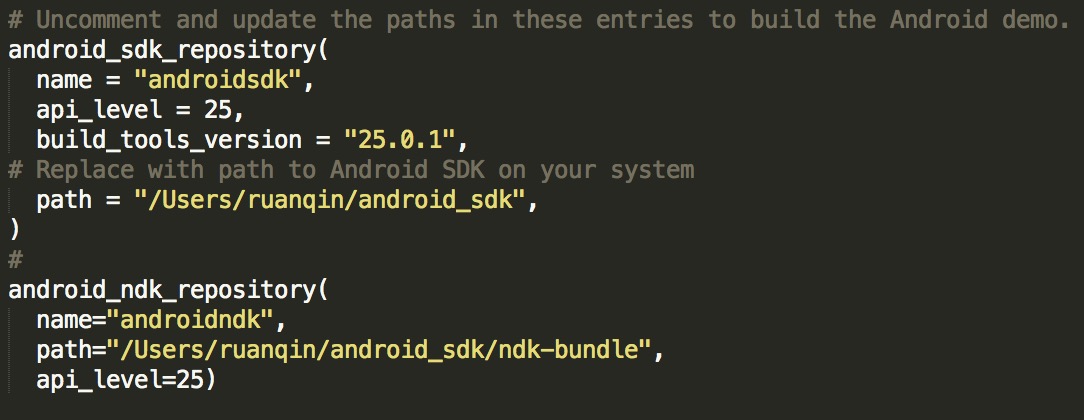 # Uncomment and update the paths in these entries to build the Android demo.
android_sdk_repository(
  name = "androidsdk",
  api_level = 25,
  build_tools_version = "25.0.1",
# Replace with path to Android SDK on your system
  path = "/Users/ruanqin/android_sdk",
)
#
android_ndk_repository(
  name="androidndk",
  path="/Users/ruanqin/android_sdk/ndk-bundle",
  api_level=25)